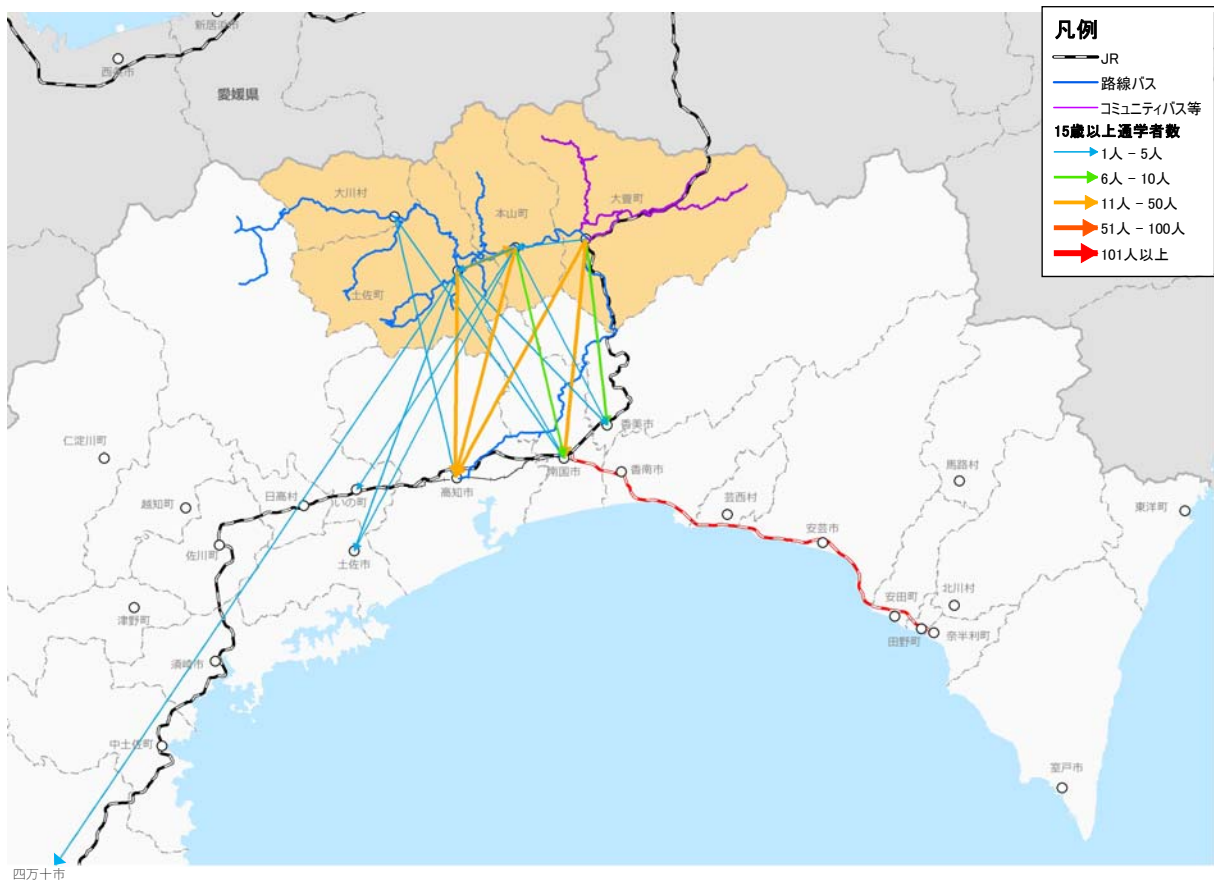 新居浜市
西条市
愛媛県
凡例
JR
路線バス
コミュニティバス等
15歳以上通学者数
1人 - 5人
6人 - 10人
11人 - 50人
51人 - 100人
101人以上
大川村
本山町
大豊町
土佐町
仁淀川町
香美市
南国市
香南市
高知市
いの町
日高村
越知町
佐川町
土佐市
津野町
須崎市
中土佐町
四万十市
芸西村
安芸市
馬路村
東洋町
北川村
安田町
田野町
奈半利町
室戸市